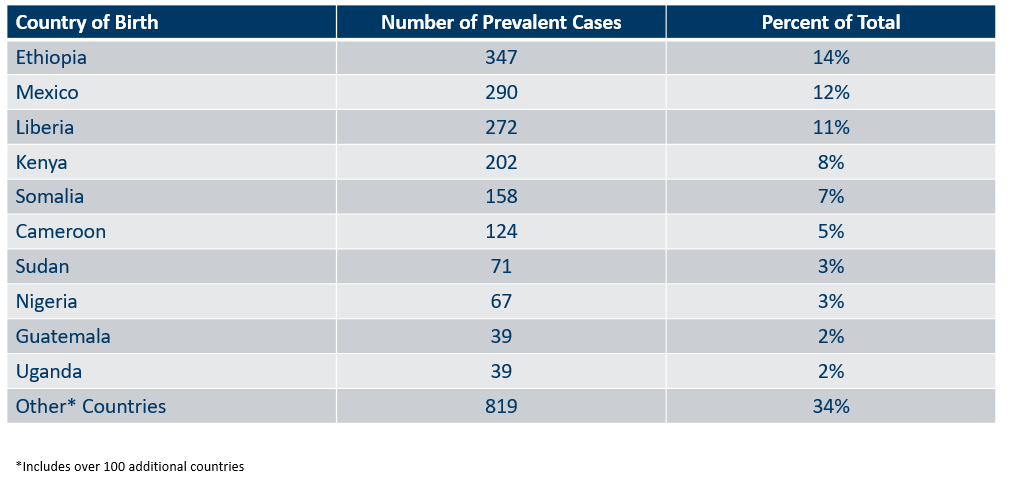 Country of Birth Number of Prevalent Cases Percent of Total
Ethiopia 347 14%
Mexico 290 12%
Liberia 272 11%
Kenya 202 8%
Somalia 158 7%
Cameroon 124 5%
Sudan 71 3%
Nigeria 67 3%
Guatemala 39 2%
Uganda 39 2%
Other* Countries 819 34%
*Includes over 100 additional countries